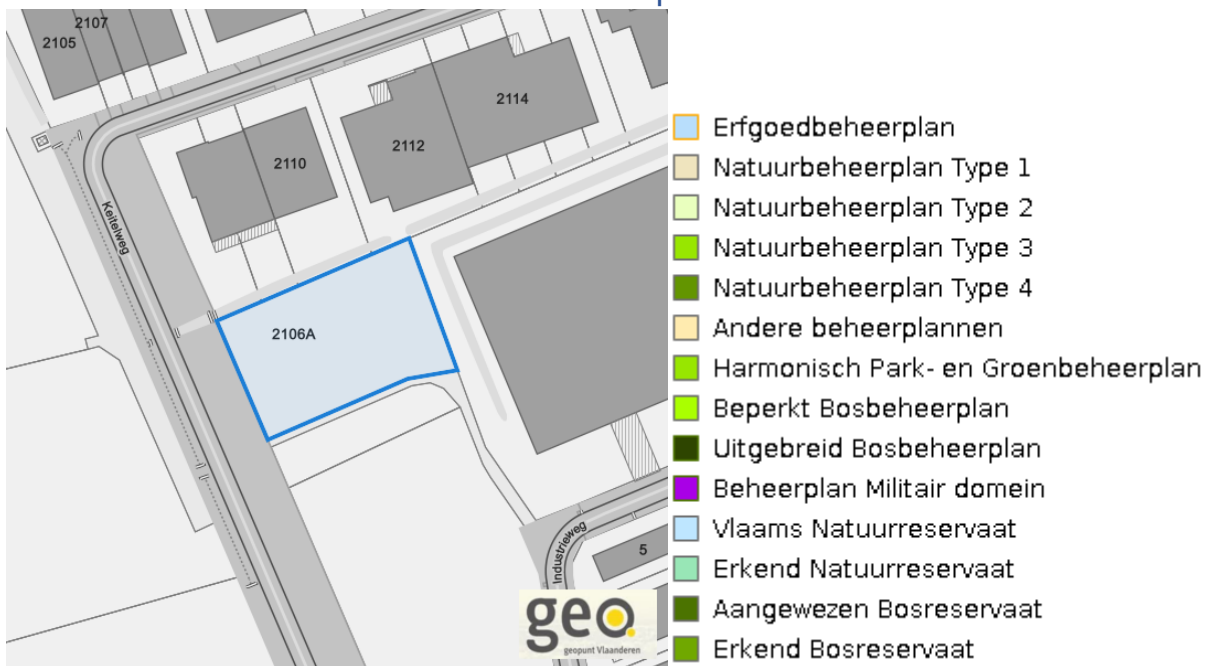 2107
2105
2114
2110
2112
Keitelweg
2106A
Industrieweg
5
geo.
geopunt Vlaanderen
Erfgoedbeheerplan
Natuurbeheerplan Type 1
Natuurbeheerplan Type 2
Natuurbeheerplan Type 3
Natuurbeheerplan Type 4
Andere beheerplannen
Harmonisch Park- en Groenbeheerplan
Beperkt Bosbeheerplan
Uitgebreid Bosbeheerplan
Beheerplan Militair domein
Vlaams Natuurreservaat
Erkend Natuurreservaat
Aangewezen Bosreservaat
Erkend Bosreservaat